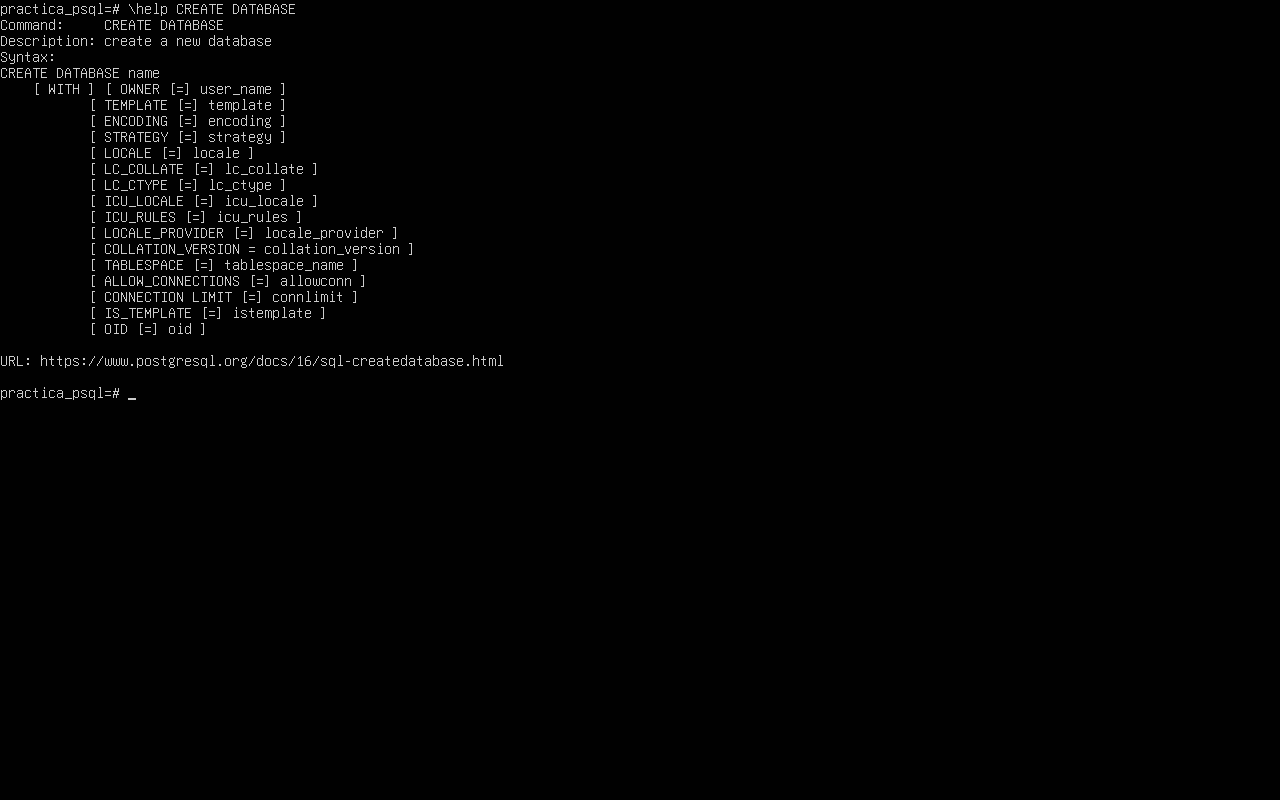 practica_psql=# \help CREATE DATABASE
Command:     CREATE DATABASE
Description: create a new database
Syntax:
CREATE DATABASE name
    [ WITH ] [ OWNER [=] user_name ]
           [ TEMPLATE [=] template ]
           [ ENCODING [=] encoding ]
           [ STRATEGY [=] strategy ]
           [ LOCALE [=] locale ]
           [ LC_COLLATE [=] lc_collate ]
           [ LC_CTYPE [=] lc_ctype ]
           [ ICU_LOCALE [=] icu_locale ]
           [ ICU_RULES [=] icu_rules ]
           [ LOCALE_PROVIDER [=] locale_provider ]
           [ COLLATION_VERSION = collation_version ]
           [ TABLESPACE [=] tablespace_name ]
           [ ALLOW_CONNECTIONS [=] allowconn ]
           [ CONNECTION LIMIT [=] connlimit ]
           [ IS_TEMPLATE [=] istemplate ]
           [ OID [=] oid ]

URL: https://www.postgresql.org/docs/16/sql-createdatabase.html

practica_psql=# _